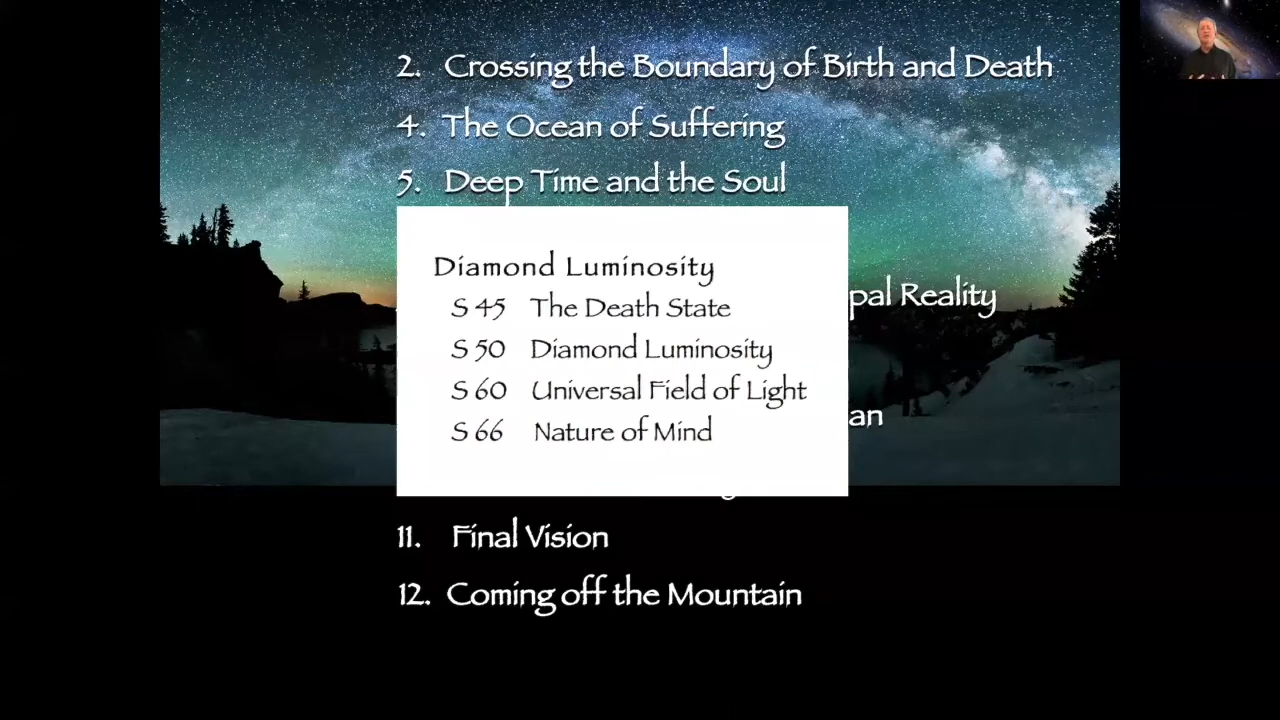 2. Crossing the Boundary of Birth and Death
4. The Ocean of Suffering
5. Deep Time and the Soul
Diamond Luminosity
S 45 The Death State
S 50 Diamond Luminosity
S 60 Universal Field of Light
S 66 Nature of Mind
Reality
11. Final Vision
12. Coming off the Mountain